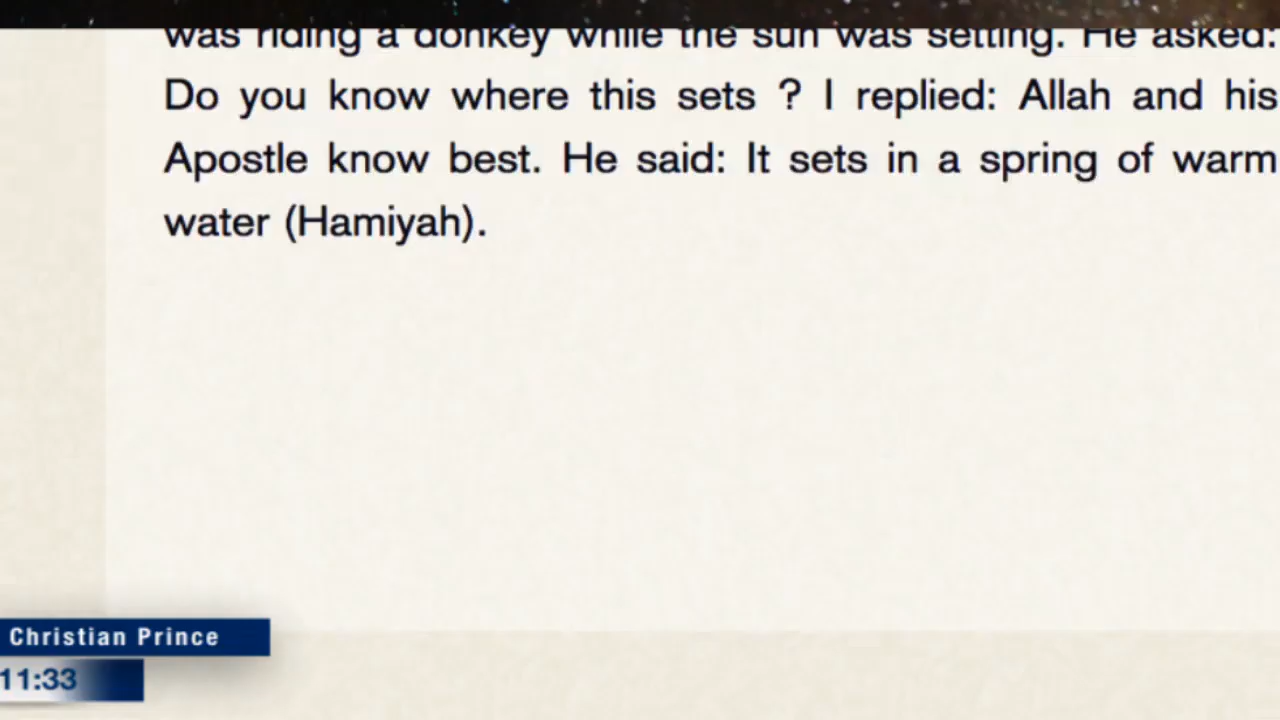 was riding a donkey while the sun was setting. He asked:
Do you know where this sets ? I replied: Allah and his
Apostle know best. He said: It sets in a spring of warm
water (Hamiyah).
Christian Prince
11:33